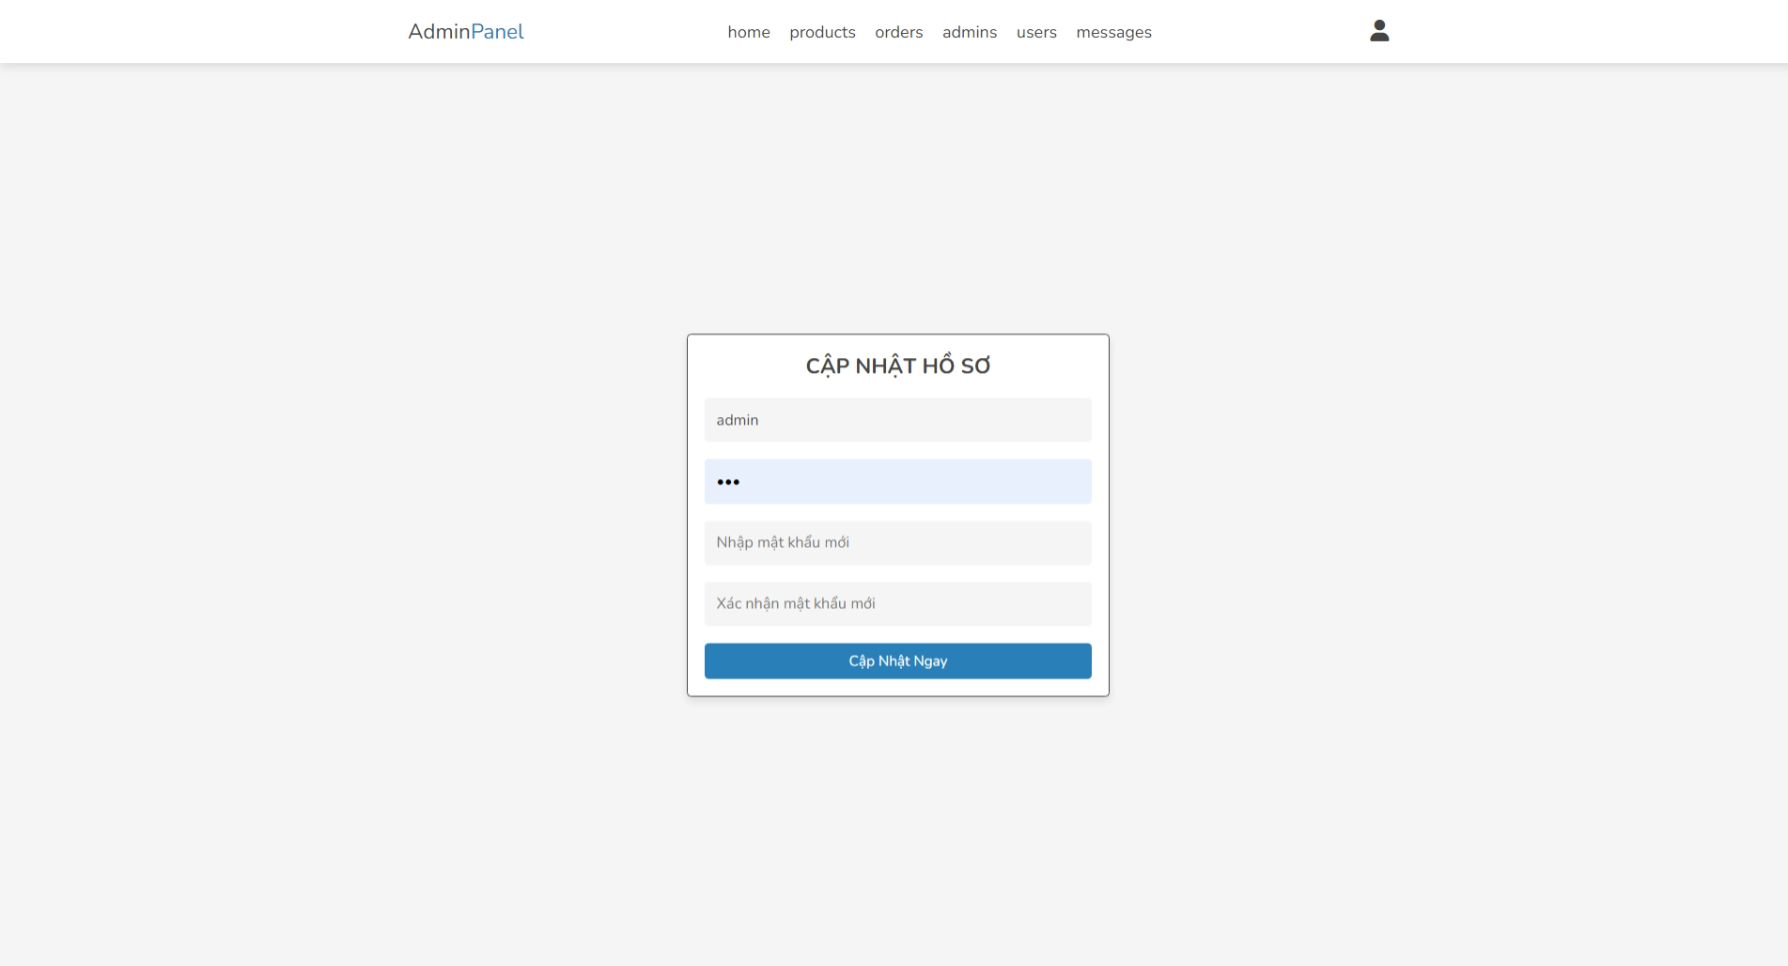 AdminPanel home products orders admins users messages
CẬP NHẬT HỒ SƠ
admin
•••
Nhập mật khẩu mới
Xác nhận mật khẩu mới
Cập Nhật Ngay